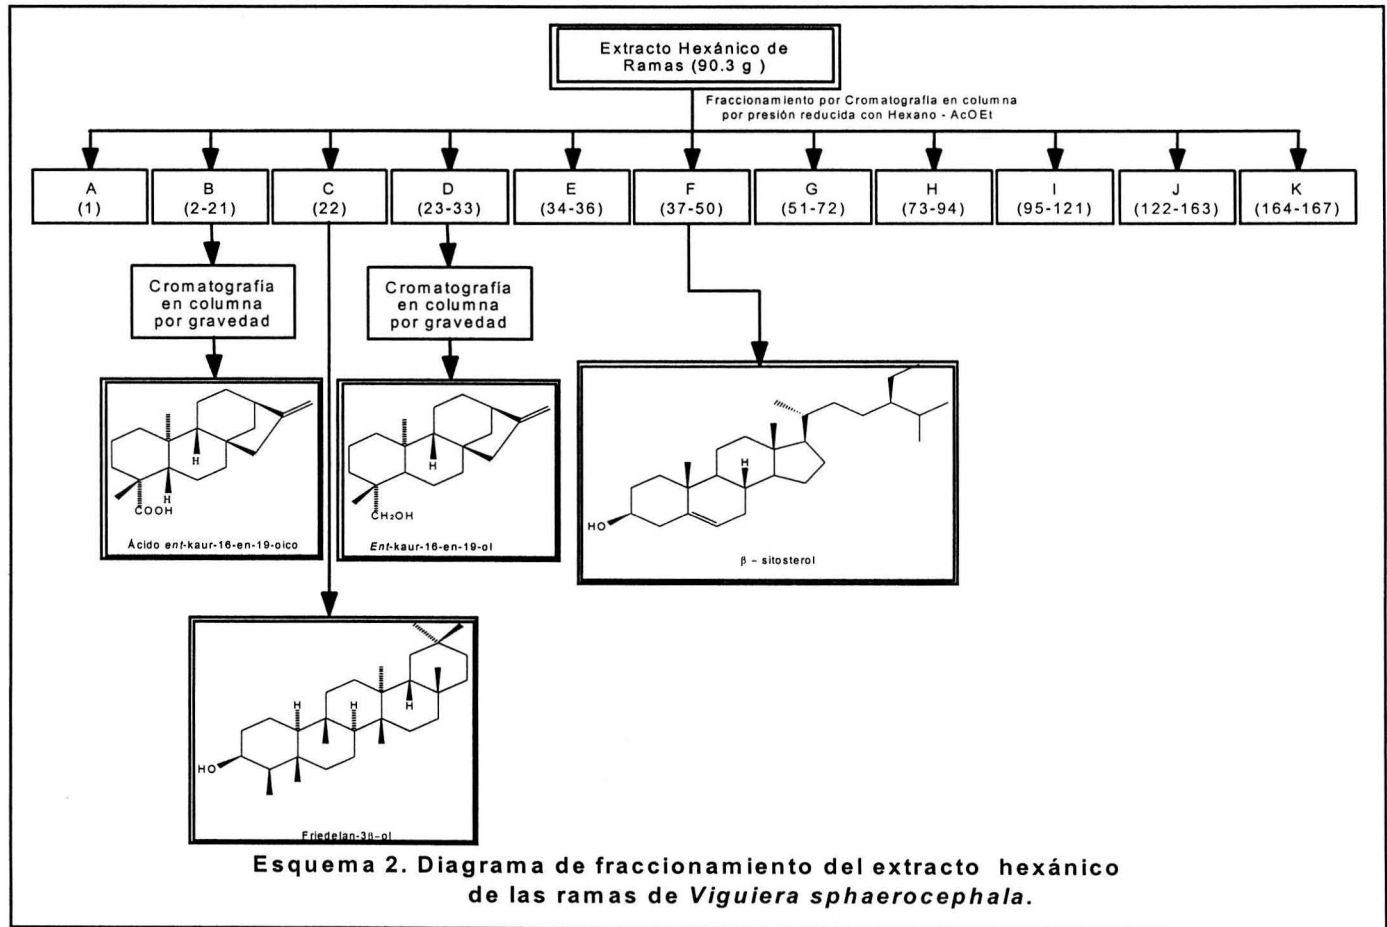 Extracto Hexánico de
Ramas (90.3 g )
Fraccionamiento por Cromatografía en columna
por presión reducida con Hexano - AcOEt
A
(1)
B
(2-21)
C
(22)
D
(23-33)
E
(34-36)
F
(37-50)
G
(51-72)
H
(73-94)
I
(95-121)
J
(122-163)
K
(164-167)
Cromatografía
en columna
por gravedad
Cromatografía
en columna
por gravedad
H
H
COOH
Ácido ent-kaur-16-en-19-oico
H
CH₂OH
Ent-kaur-16-en-19-ol
H
HO
β – sitosterol
H
H
H
HO
Friedelan-3β-ol
Esquema 2. Diagrama de fraccionamiento del extracto hexánico
de las ramas de Viguiera sphaerocephala.